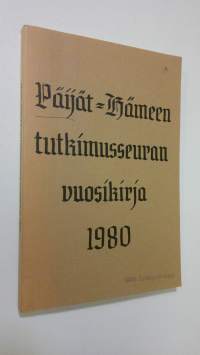 Päijät-Hämeen
tutkimusseuran
vuosikirja
1980